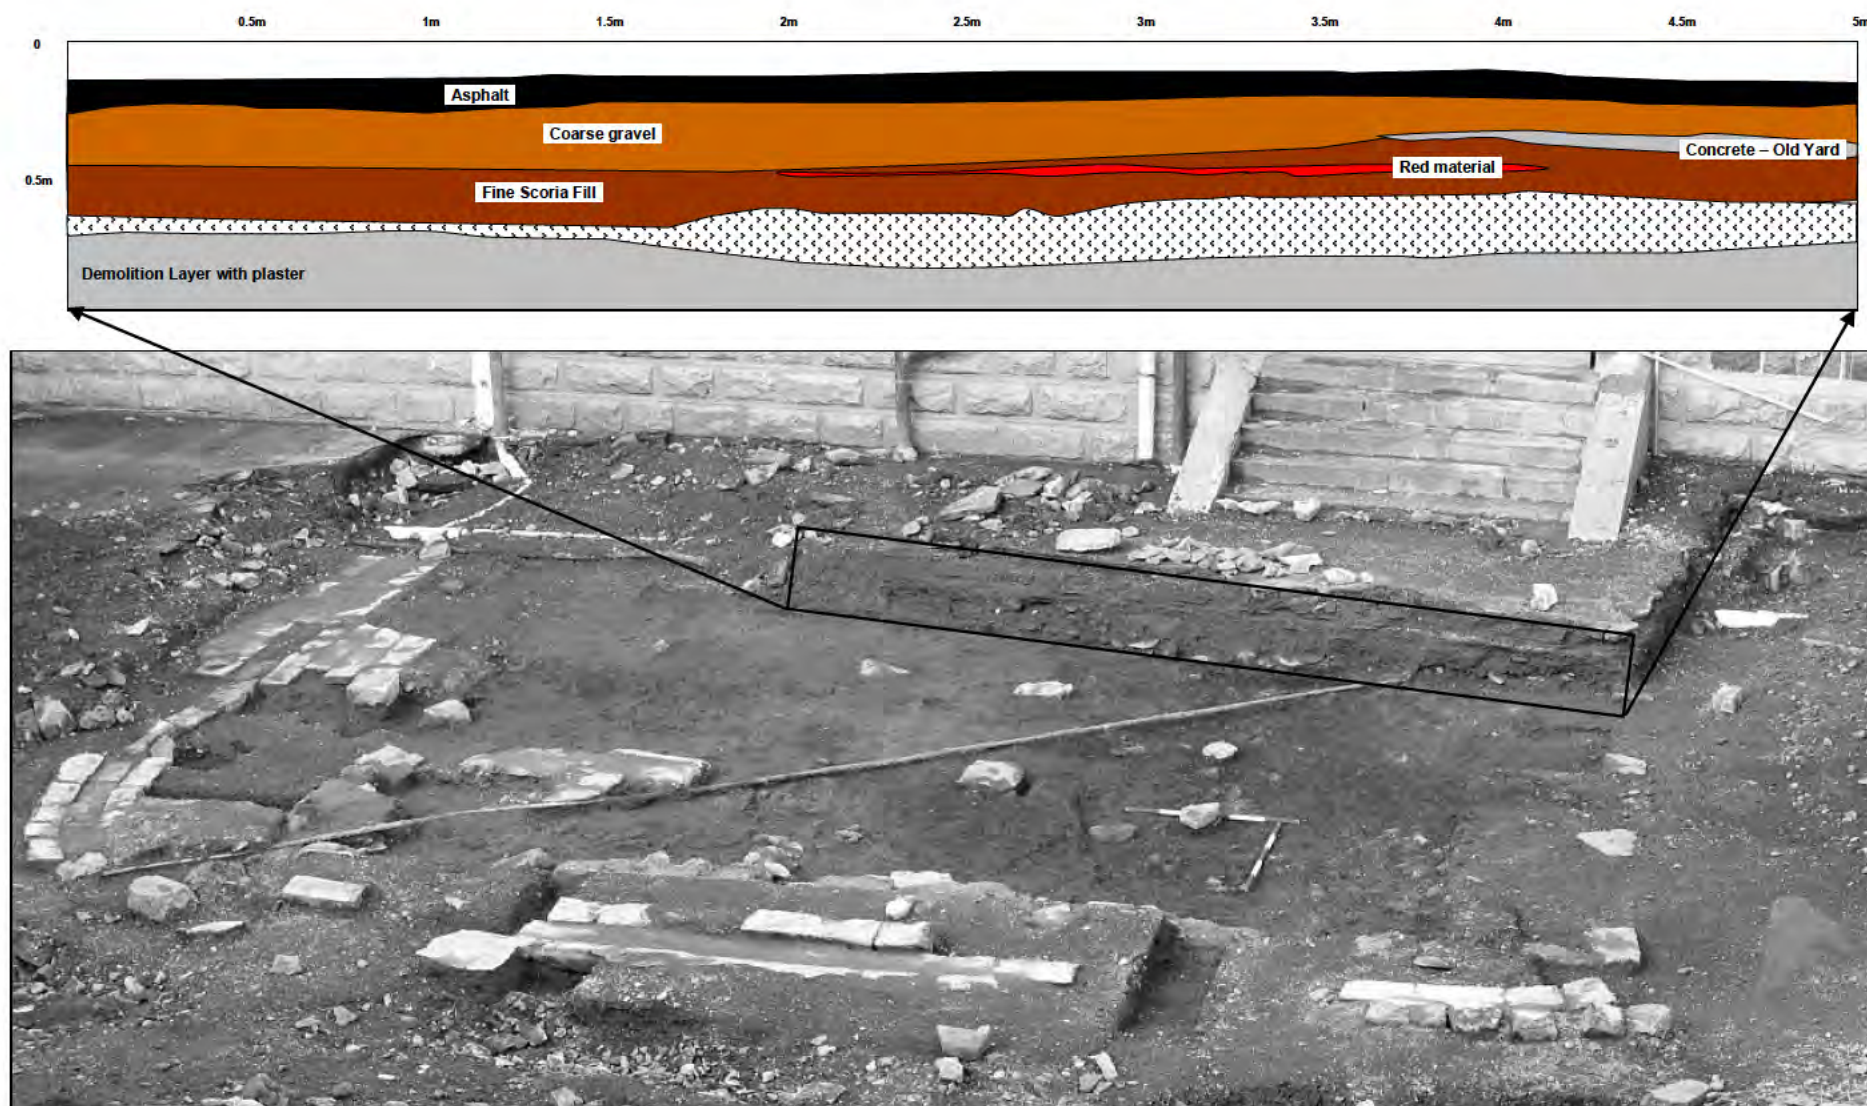 0.5m 1m 1.5m 2m 2.5m 3m 3.5m 4m 4.5m 5m
0
Asphalt
Coarse gravel
Concrete – Old Yard
Red material
0.5m
Fine Scoria Fill
Demolition Layer with plaster